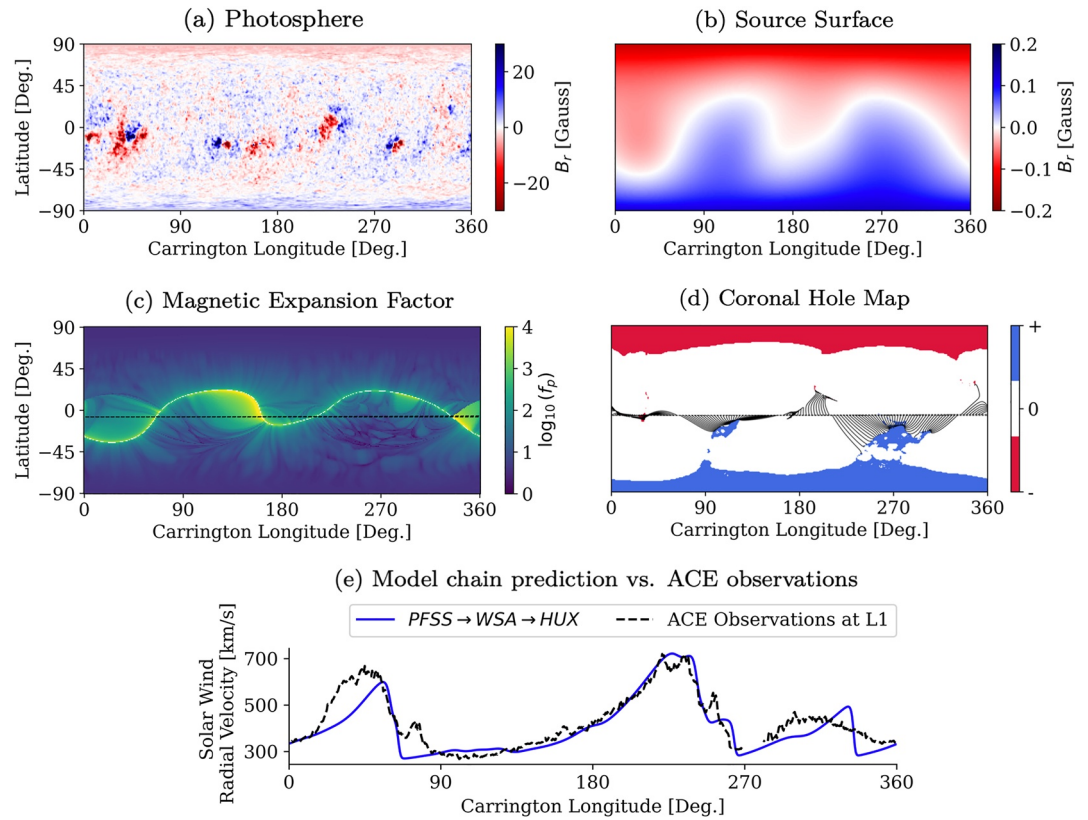 (a) Photosphere
90
45
0
−45
−90
Latitude [Deg.]
0 90 180 270 360
Carrington Longitude [Deg.]
20
0
−20
B_r [Gauss]
(b) Source Surface
0 90 180 270 360
Carrington Longitude [Deg.]
0.2
0.1
0.0
−0.1
−0.2
B_r [Gauss]
(c) Magnetic Expansion Factor
90
45
0
−45
−90
Latitude [Deg.]
0 90 180 270 360
Carrington Longitude [Deg.]
4
3
2
1
0
log₁₀(f_p)
(d) Coronal Hole Map
0 90 180 270 360
Carrington Longitude [Deg.]
+
0
-
(e) Model chain prediction vs. ACE observations
PFSS → WSA → HUX ACE Observations at L1
Solar Wind
Radial Velocity [km/s]
700
500
300
0 90 180 270 360
Carrington Longitude [Deg.]